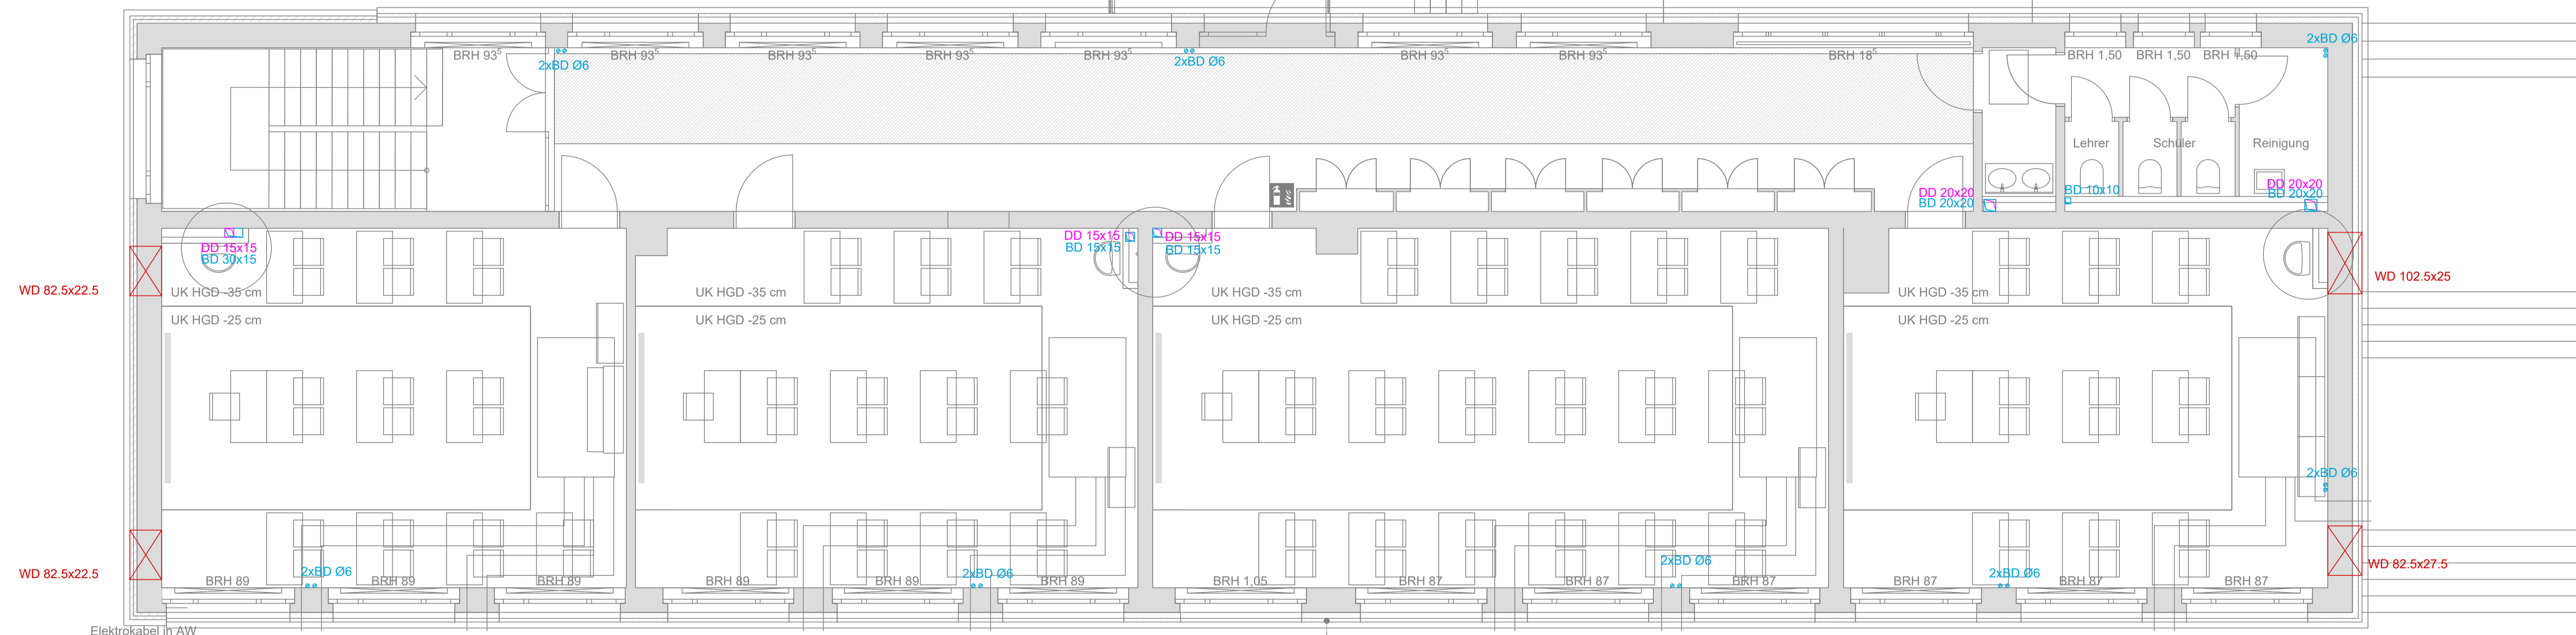 BRH 93⁵
2xBD Ø6
BRH 93⁵
BRH 93⁵
BRH 93⁵
BRH 93⁵
2xBD Ø6
BRH 93⁵
BRH 93⁵
BRH 18⁵
BRH 1,50
BRH 1,50
BRH 1,50
2xBD Ø6
Lehrer
Schüler
Reinigung
DD 20x20
BD 20x20
BD 10x10
DD 20x20
BD 20x20
DD 15x15
BD 30x15
DD 15x15
BD 15x15
DD 15x15
BD 15x15
WD 82.5x22.5
UK HGD -35 cm
UK HGD -25 cm
UK HGD -35 cm
UK HGD -25 cm
UK HGD -35 cm
UK HGD -25 cm
UK HGD -35 cm
UK HGD -25 cm
WD 102.5x25
2xBD Ø6
WD 82.5x22.5
BRH 89
2xBD Ø6
BRH 89
BRH 89
BRH 89
BRH 89
2xBD Ø6
BRH 89
BRH 1,05
BRH 87
BRH 87
2xBD Ø6
BRH 87
BRH 87
2xBD Ø6
BRH 87
BRH 87
WD 82.5x27.5
Elektrokabel in AW